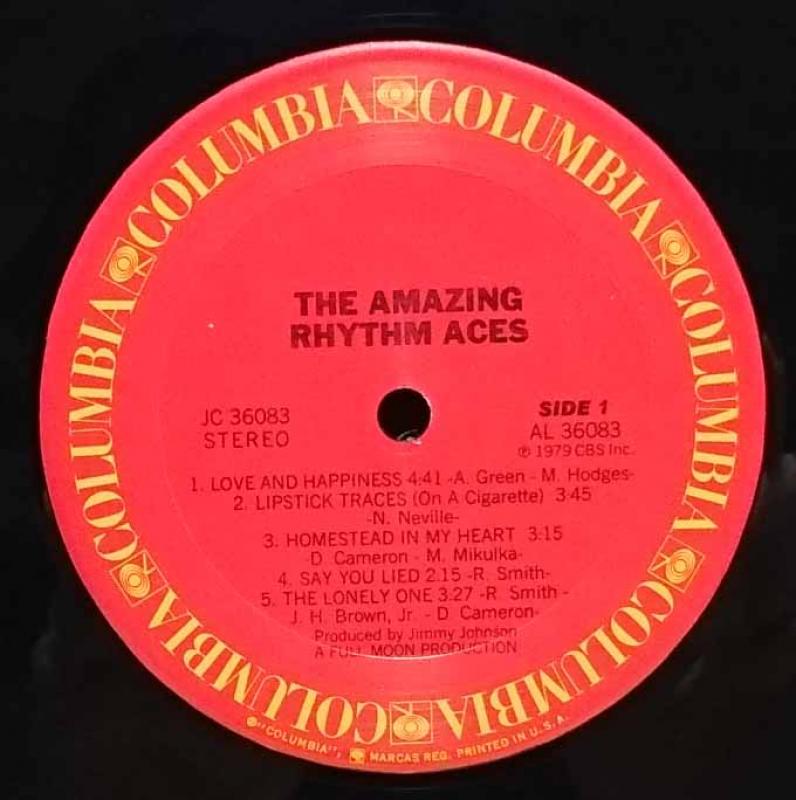 COLUMBIA COLUMBIA COLUMBIA COLUMBIA COLUMBIA COLUMBIA
THE AMAZING
RHYTHM ACES
JC 36083
STEREO
SIDE 1
AL 36083
℗ 1979 CBS Inc.
1. LOVE AND HAPPINESS 4:41 -A. Green - M. Hodges-
2. LIPSTICK TRACES (On A Cigarette) 3:45
-N. Neville-
3. HOMESTEAD IN MY HEART 3:15
-D. Cameron - M. Mikulka-
4. SAY YOU LIED 2:15 -R. Smith-
5. THE LONELY ONE 3:27 -R. Smith -
J. H. Brown, Jr. - D. Cameron-
Produced by Jimmy Johnson
A FULL MOON PRODUCTION
®"COLUMBIA", MARCAS REG. PRINTED IN U.S.A.